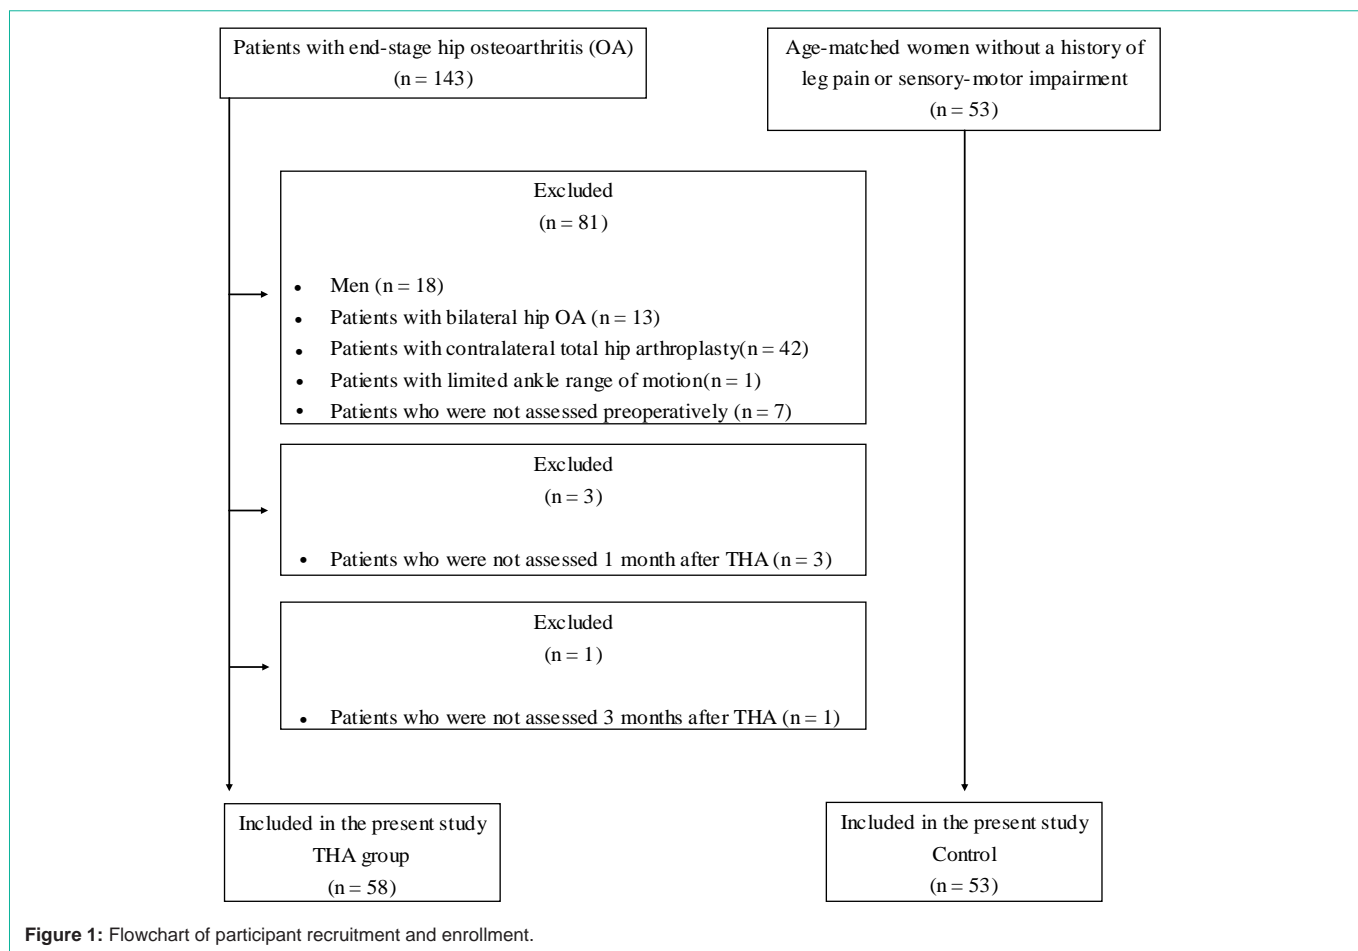 Patients with end-stage hip osteoarthritis (OA)
(n = 143)
Age-matched women without a history of
leg pain or sensory-motor impairment
(n = 53)
Excluded
(n = 81)
• Men (n = 18)
• Patients with bilateral hip OA (n = 13)
• Patients with contralateral total hip arthroplasty(n = 42)
• Patients with limited ankle range of motion(n = 1)
• Patients who were not assessed preoperatively (n = 7)
Excluded
(n = 3)
• Patients who were not assessed 1 month after THA (n = 3)
Excluded
(n = 1)
• Patients who were not assessed 3 months after THA (n = 1)
Included in the present study
THA group
(n = 58)
Included in the present study
Control
(n = 53)
Figure 1: Flowchart of participant recruitment and enrollment.